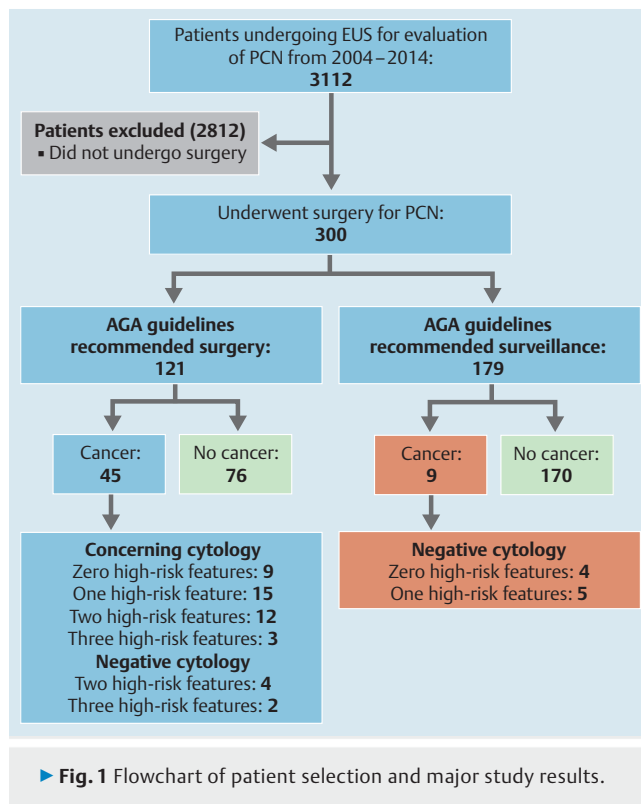 Patients undergoing EUS for evaluation
of PCN from 2004–2014:
3112
Patients excluded (2812)
▪ Did not undergo surgery
Underwent surgery for PCN:
300
AGA guidelines
recommended surgery:
121
AGA guidelines
recommended surveillance:
179
Cancer:
45
No cancer:
76
Cancer:
9
No cancer:
170
Concerning cytology
Zero high-risk features: 9
One high-risk feature: 15
Two high-risk features: 12
Three high-risk features: 3
Negative cytology
Two high-risk features: 4
Three high-risk features: 2
Negative cytology
Zero high-risk features: 4
One high-risk features: 5
▶ Fig. 1 Flowchart of patient selection and major study results.